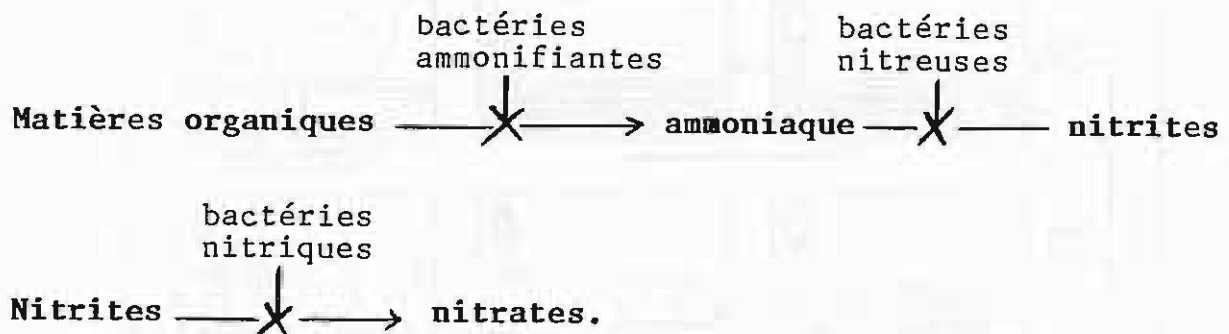 bactéries bactéries
ammonifiantes nitreuses
Matières organiques ammoniaque nitrites
bactéries
nitriques
Nitrites nitrates.